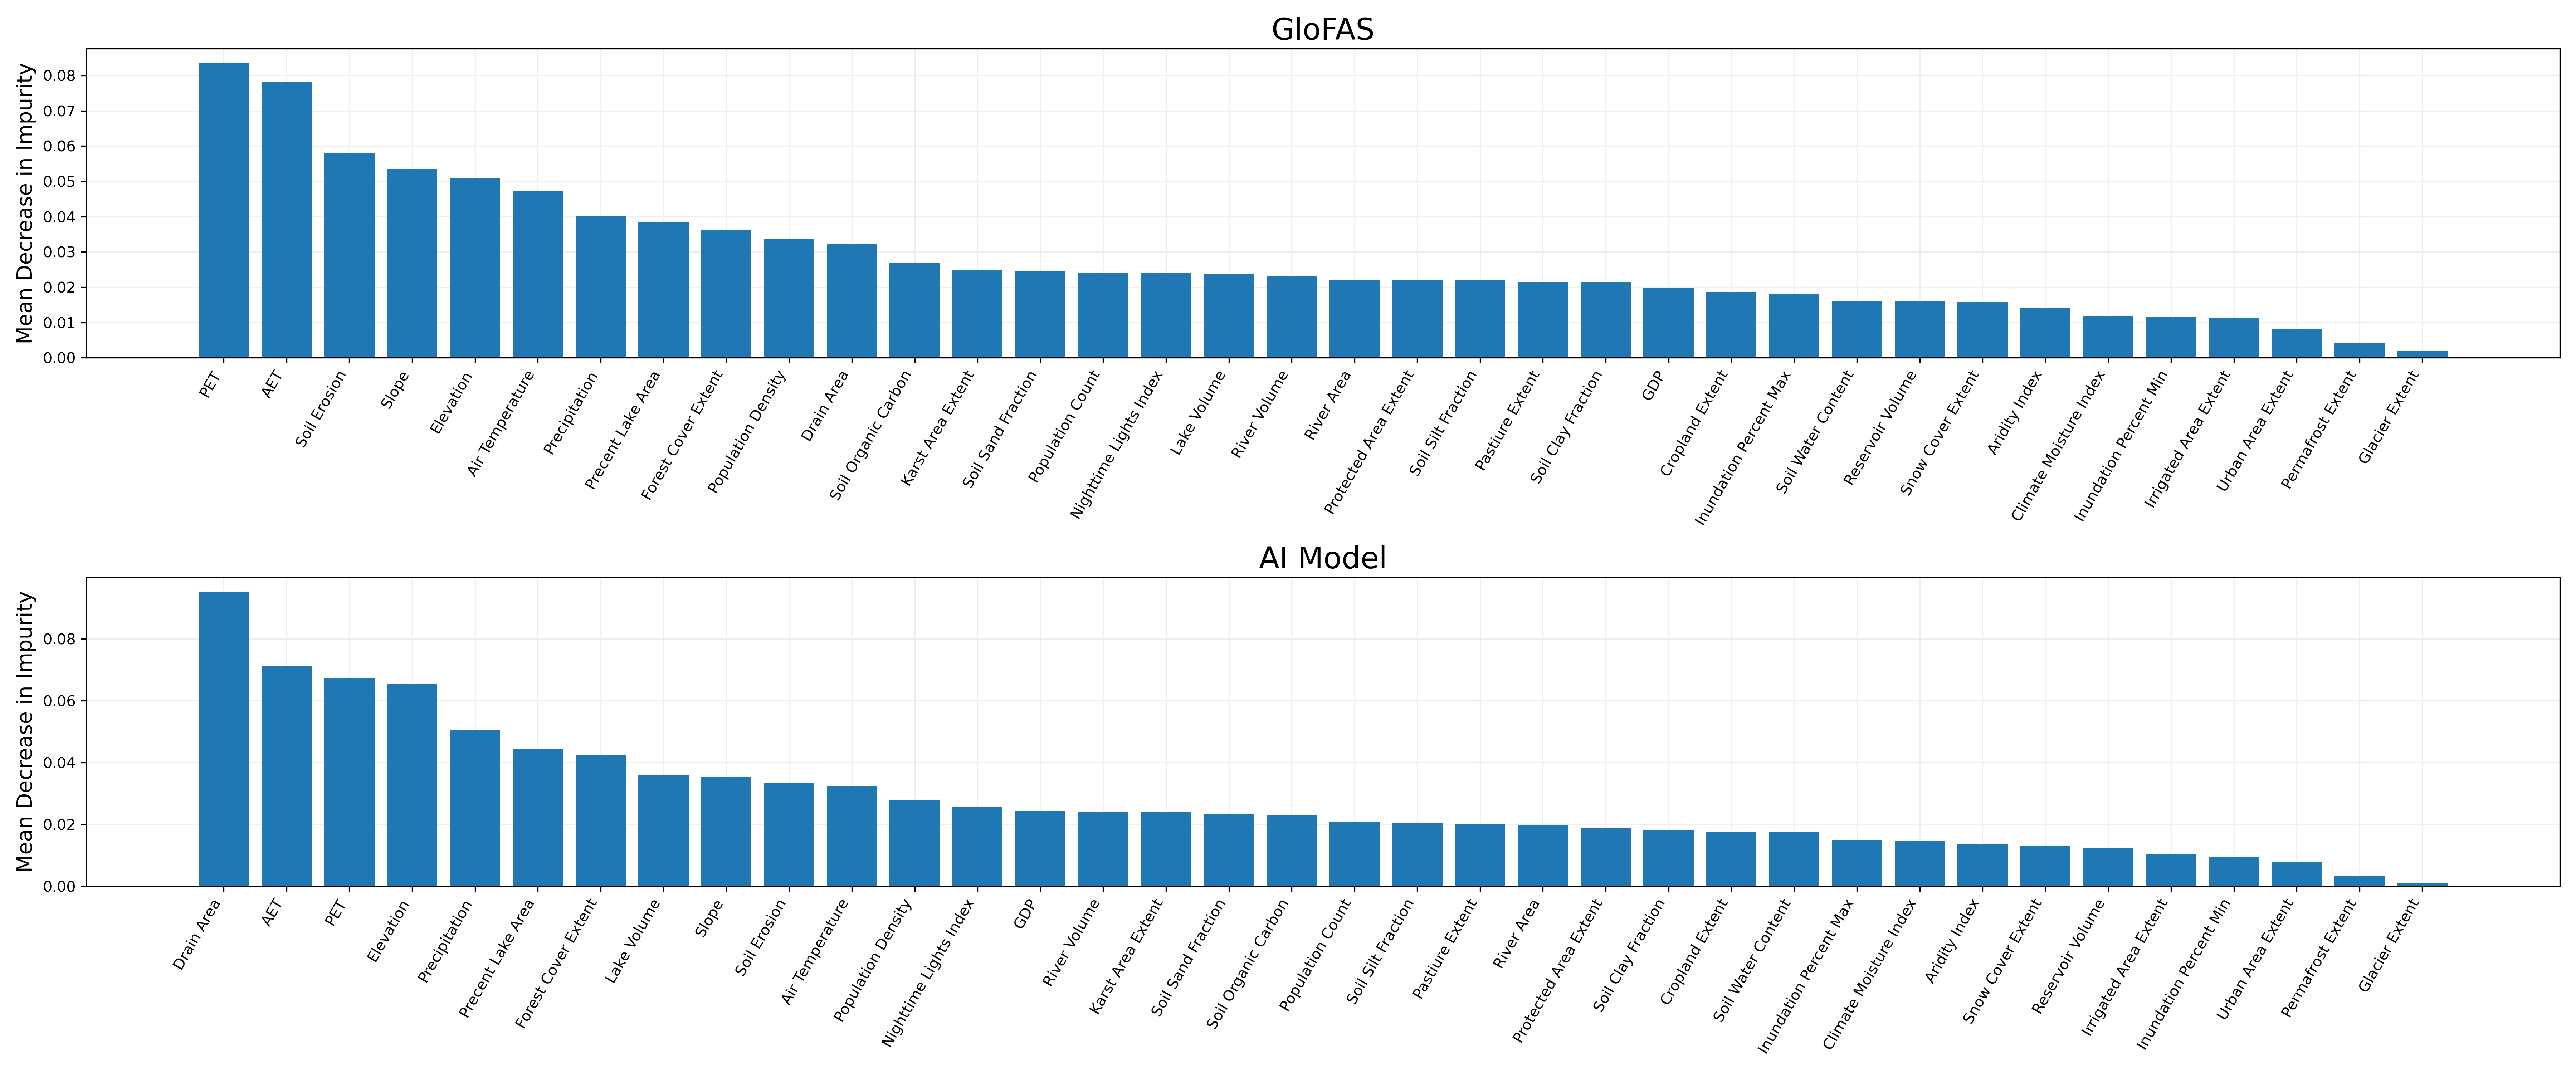 GloFAS
Mean Decrease in Impurity
0.08
0.07
0.06
0.05
0.04
0.03
0.02
0.01
0.00
PET
AET
Soil Erosion
Slope
Elevation
Air Temperature
Precipitation
Precent Lake Area
Forest Cover Extent
Population Density
Drain Area
Soil Organic Carbon
Karst Area Extent
Soil Sand Fraction
Population Count
Nighttime Lights Index
Lake Volume
River Volume
River Area
Protected Area Extent
Soil Silt Fraction
Pastiure Extent
Soil Clay Fraction
GDP
Cropland Extent
Inundation Percent Max
Soil Water Content
Reservoir Volume
Snow Cover Extent
Aridity Index
Climate Moisture Index
Inundation Percent Min
Irrigated Area Extent
Urban Area Extent
Permafrost Extent
Glacier Extent
AI Model
Mean Decrease in Impurity
0.08
0.06
0.04
0.02
0.00
Drain Area
AET
PET
Elevation
Precipitation
Precent Lake Area
Forest Cover Extent
Lake Volume
Slope
Soil Erosion
Air Temperature
Population Density
Nighttime Lights Index
GDP
River Volume
Karst Area Extent
Soil Sand Fraction
Soil Organic Carbon
Population Count
Soil Silt Fraction
Pastiure Extent
River Area
Protected Area Extent
Soil Clay Fraction
Cropland Extent
Soil Water Content
Inundation Percent Max
Climate Moisture Index
Aridity Index
Snow Cover Extent
Reservoir Volume
Irrigated Area Extent
Inundation Percent Min
Urban Area Extent
Permafrost Extent
Glacier Extent